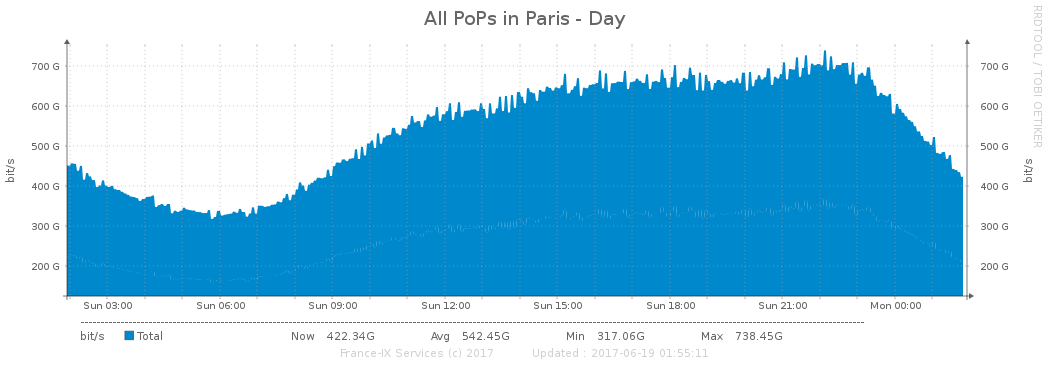 All PoPs in Paris - Day
RRDTOOL / TOBI OETIKER
bit/s
700 G
600 G
500 G
400 G
300 G
200 G
700 G
600 G
500 G
400 G
300 G
200 G
bit/s
Sun 03:00 Sun 06:00 Sun 09:00 Sun 12:00 Sun 15:00 Sun 18:00 Sun 21:00 Mon 00:00
bit/s Total Now 422.34G Avg 542.45G Min 317.06G Max 738.45G
France-IX Services (c) 2017 Updated : 2017-06-19 01:55:11